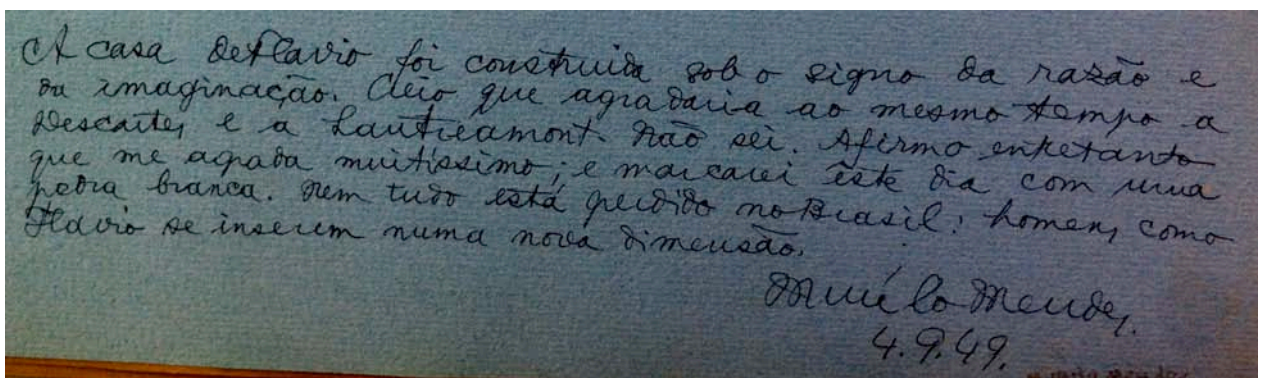 A casa de Flavio foi construida sob o signo da razão e
da imaginação. Creio que agradaria ao mesmo tempo a
Descartes e a Lautréamont. Não sei. Afirmo entretanto
que me agrada muitissimo; e marcarei êste dia com uma
pedra branca. Nem tudo está perdido no Brasil: homens como
Flavio se inserem numa nova dimensão.
Murilo Mendes.
4.9.49.